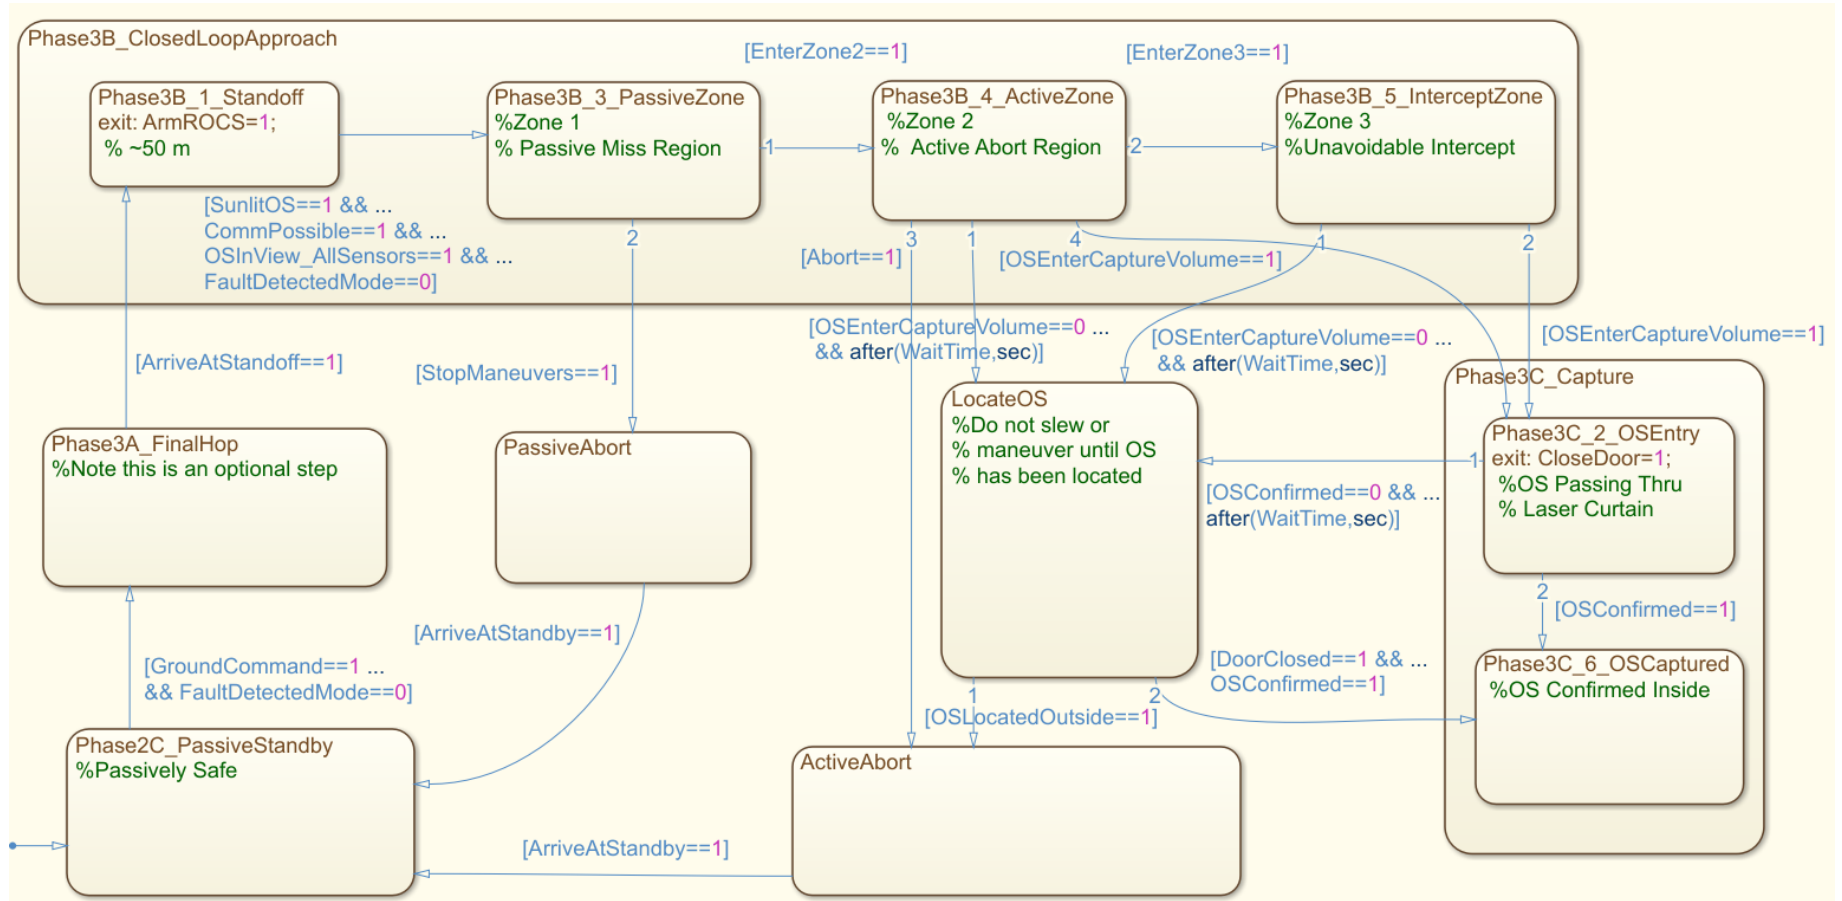 Phase3B_ClosedLoopApproach
[EnterZone2==1]
[EnterZone3==1]
Phase3B_1_Standoff
exit: ArmROCS=1;
% ~50 m
Phase3B_3_PassiveZone
%Zone 1
% Passive Miss Region
1
2
Phase3B_4_ActiveZone
%Zone 2
% Active Abort Region
2
3
1
4
Phase3B_5_InterceptZone
%Zone 3
%Unavoidable Intercept
1
2
[SunlitOS==1 && ...
CommPossible==1 && ...
OSInView_AllSensors==1 && ...
FaultDetectedMode==0]
[Abort==1]
[OSEnterCaptureVolume==1]
[ArriveAtStandoff==1]
[StopManeuvers==1]
[OSEnterCaptureVolume==0 ...
&& after(WaitTime,sec)]
[OSEnterCaptureVolume==0 ...
&& after(WaitTime,sec)]
[OSEnterCaptureVolume==1]
Phase3A_FinalHop
%Note this is an optional step
PassiveAbort
LocateOS
%Do not slew or
% maneuver until OS
% has been located
1
2
Phase3C_Capture
Phase3C_2_OSEntry
exit: CloseDoor=1;
%OS Passing Thru
% Laser Curtain
1
2
[OSConfirmed==0 && ...
after(WaitTime,sec)]
[OSConfirmed==1]
[ArriveAtStandby==1]
[GroundCommand==1 ...
&& FaultDetectedMode==0]
[DoorClosed==1 && ...
OSConfirmed==1]
[OSLocatedOutside==1]
Phase3C_6_OSCaptured
%OS Confirmed Inside
Phase2C_PassiveStandby
%Passively Safe
ActiveAbort
[ArriveAtStandby==1]